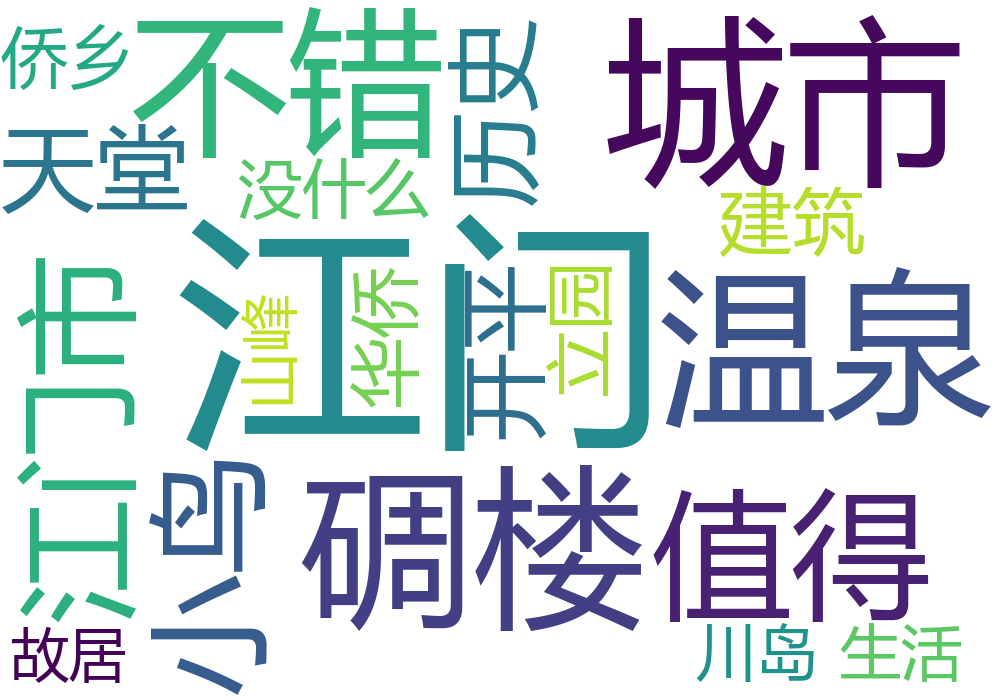 侨乡
不错
历史
城市
天堂
没什么
建筑
江门
江门市
山峰
华侨
开平
立园
温泉
小鸟
碉楼
值得
故居
川岛
生活